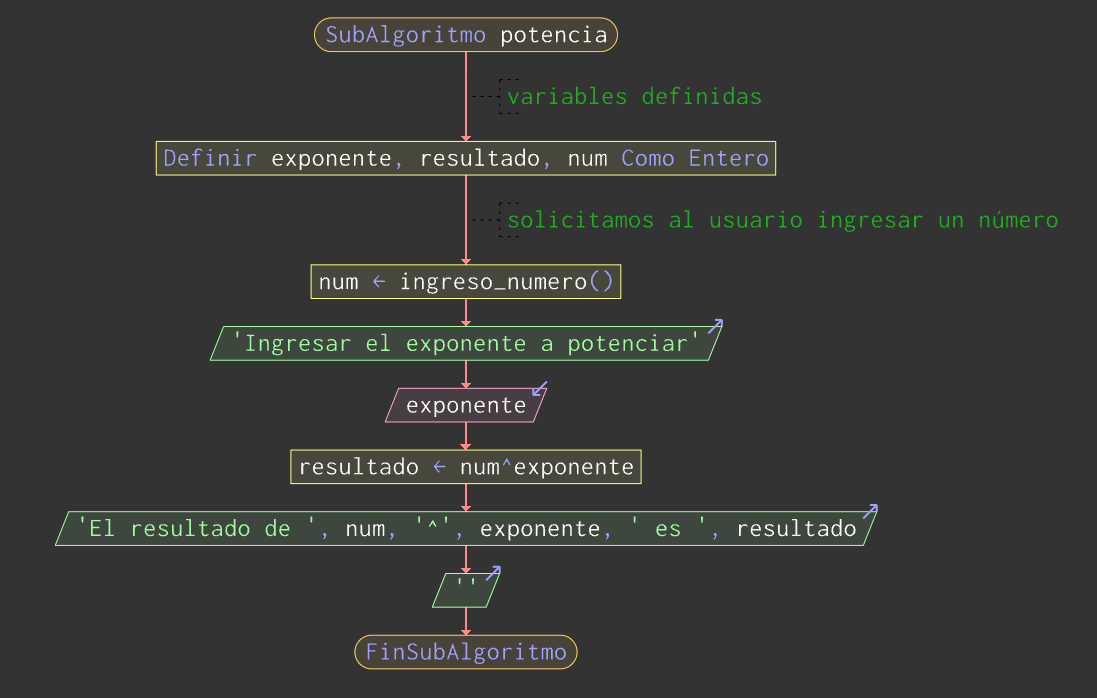 SubAlgoritmo potencia
variables definidas
Definir exponente, resultado, num Como Entero
solicitamos al usuario ingresar un número
num ← ingreso_numero()
'Ingresar el exponente a potenciar'
exponente
resultado ← num^exponente
'El resultado de ', num, '^', exponente, ' es ', resultado
''
FinSubAlgoritmo